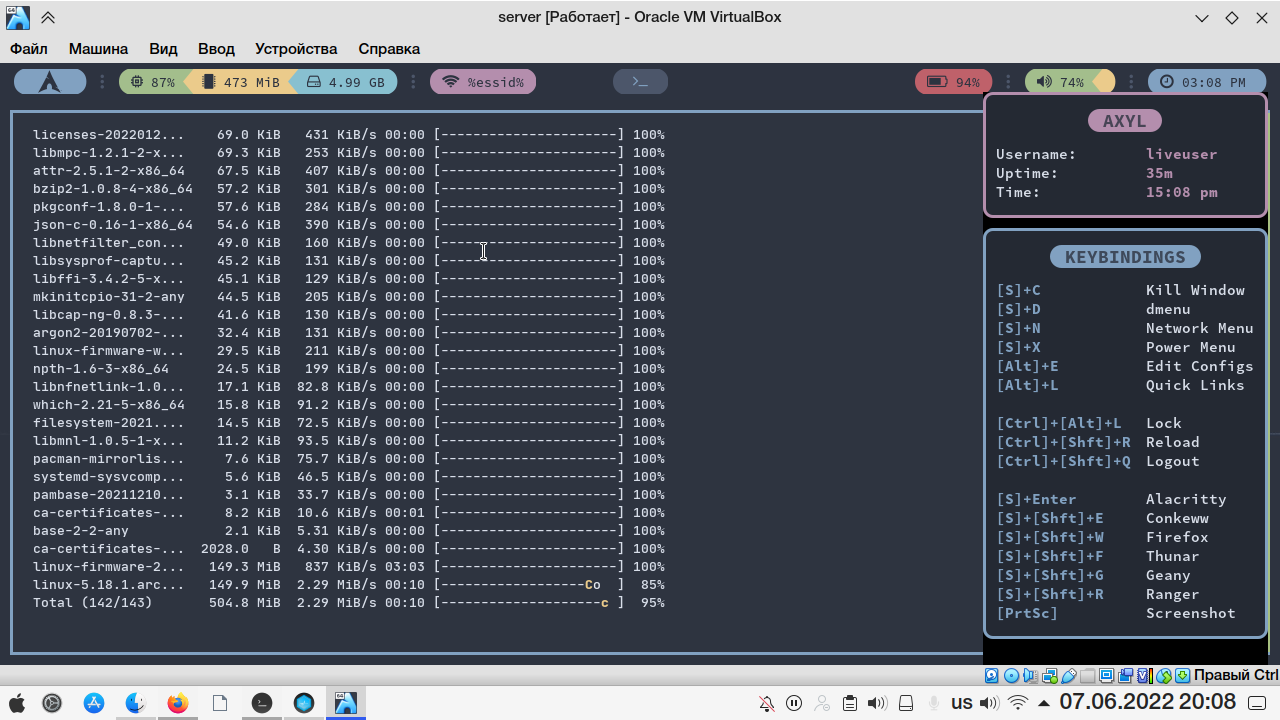 server [Работает] - Oracle VM VirtualBox
Файл Машина Вид Ввод Устройства Справка
87% 473 MiB 4.99 GB %essid% >_ 94% 74% 03:08 PM
licenses-2022012... 69.0 KiB 431 KiB/s 00:00 [----------------------] 100%
libmpc-1.2.1-2-x... 69.3 KiB 253 KiB/s 00:00 [----------------------] 100%
attr-2.5.1-2-x86_64 67.5 KiB 407 KiB/s 00:00 [----------------------] 100%
bzip2-1.0.8-4-x86_64 57.2 KiB 301 KiB/s 00:00 [----------------------] 100%
pkgconf-1.8.0-1-... 57.6 KiB 284 KiB/s 00:00 [----------------------] 100%
json-c-0.16-1-x86_64 54.6 KiB 390 KiB/s 00:00 [----------------------] 100%
libnetfilter_con... 49.0 KiB 160 KiB/s 00:00 [----------------------] 100%
libsysprof-captu... 45.2 KiB 131 KiB/s 00:00 [----------------------] 100%
libffi-3.4.2-5-x... 45.1 KiB 129 KiB/s 00:00 [----------------------] 100%
mkinitcpio-31-2-any 44.5 KiB 205 KiB/s 00:00 [----------------------] 100%
libcap-ng-0.8.3-... 41.6 KiB 130 KiB/s 00:00 [----------------------] 100%
argon2-20190702-... 32.4 KiB 131 KiB/s 00:00 [----------------------] 100%
linux-firmware-w... 29.5 KiB 211 KiB/s 00:00 [----------------------] 100%
npth-1.6-3-x86_64 24.5 KiB 199 KiB/s 00:00 [----------------------] 100%
libnfnetlink-1.0... 17.1 KiB 82.8 KiB/s 00:00 [----------------------] 100%
which-2.21-5-x86_64 15.8 KiB 91.2 KiB/s 00:00 [----------------------] 100%
filesystem-2021.... 14.5 KiB 72.5 KiB/s 00:00 [----------------------] 100%
libmnl-1.0.5-1-x... 11.2 KiB 93.5 KiB/s 00:00 [----------------------] 100%
pacman-mirrorlis... 7.6 KiB 75.7 KiB/s 00:00 [----------------------] 100%
systemd-sysvcomp... 5.6 KiB 46.5 KiB/s 00:00 [----------------------] 100%
pambase-20211210... 3.1 KiB 33.7 KiB/s 00:00 [----------------------] 100%
ca-certificates-... 8.2 KiB 10.6 KiB/s 00:01 [----------------------] 100%
base-2-2-any 2.1 KiB 5.31 KiB/s 00:00 [----------------------] 100%
ca-certificates-... 2028.0 B 4.30 KiB/s 00:00 [----------------------] 100%
linux-firmware-2... 149.3 MiB 837 KiB/s 03:03 [----------------------] 100%
linux-5.18.1.arc... 149.9 MiB 2.29 MiB/s 00:10 [------------------Co  ] 85%
Total (142/143) 504.8 MiB 2.29 MiB/s 00:10 [--------------------c ] 95%
AXYL
Username: liveuser
Uptime: 35m
Time: 15:08 pm
KEYBINDINGS
[S]+C Kill Window
[S]+D dmenu
[S]+N Network Menu
[S]+X Power Menu
[Alt]+E Edit Configs
[Alt]+L Quick Links
[Ctrl]+[Alt]+L Lock
[Ctrl]+[Shft]+R Reload
[Ctrl]+[Shft]+Q Logout
[S]+Enter Alacritty
[S]+[Shft]+E Conkeww
[S]+[Shft]+W Firefox
[S]+[Shft]+F Thunar
[S]+[Shft]+G Geany
[S]+[Shft]+R Ranger
[PrtSc] Screenshot
Правый Ctrl
us 07.06.2022 20:08